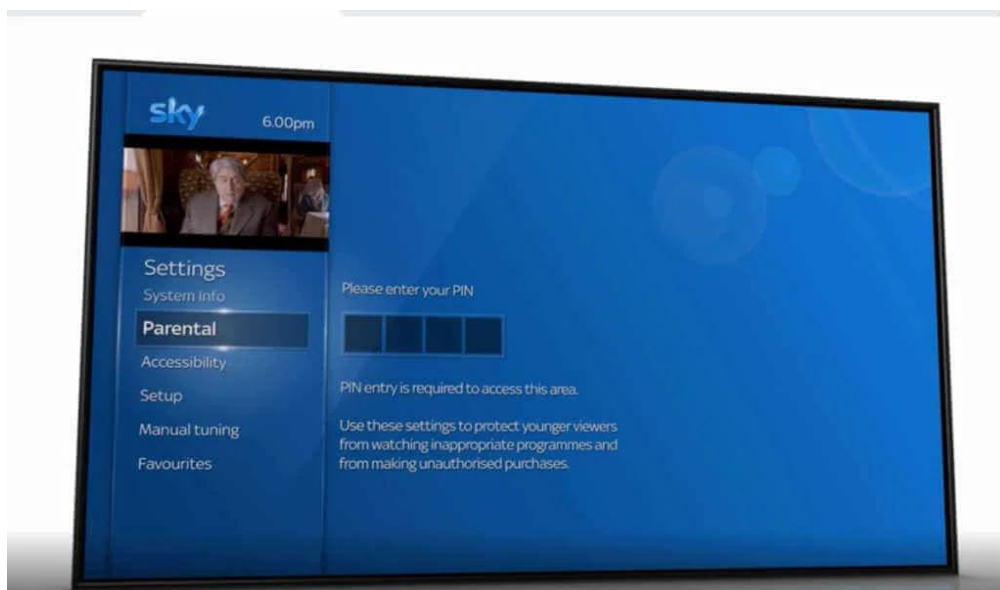 sky
6.00pm
Settings
System info
Parental
Accessibility
Setup
Manual tuning
Favourites
Please enter your PIN
PIN entry is required to access this area.
Use these settings to protect younger viewers
from watching inappropriate programmes and
from making unauthorised purchases.